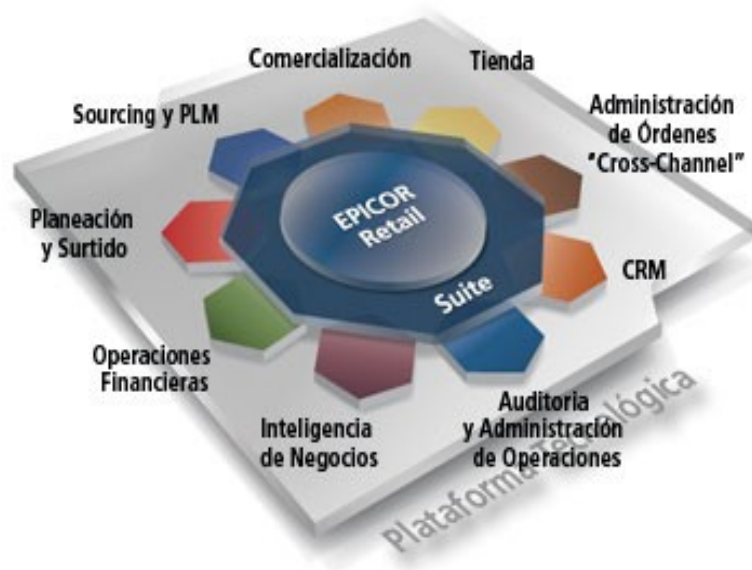 Comercialización
Tienda
Sourcing y PLM
Administración
de Órdenes
"Cross-Channel"
EPICOR
Retail
Suite
Planeación
y Surtido
CRM
Operaciones
Financieras
Inteligencia
de Negocios
Auditoria
y Administración
de Operaciones
Plataforma Tecnológica